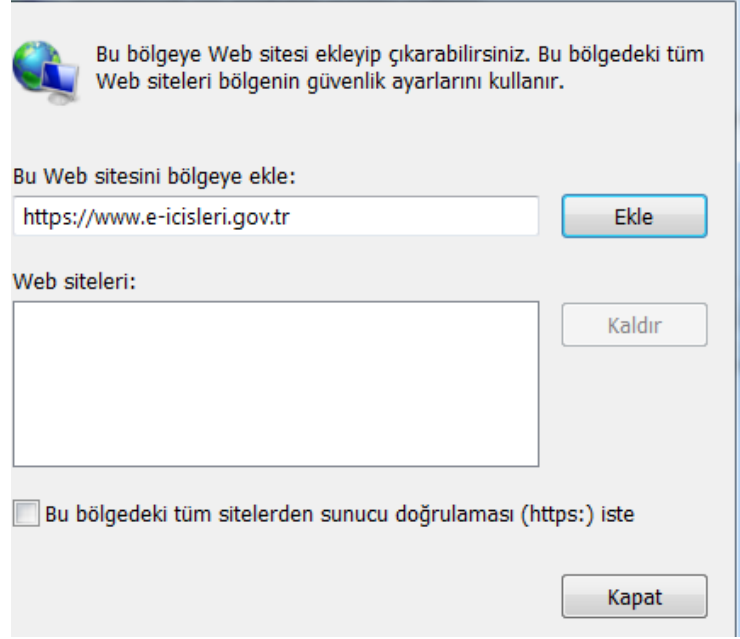 Bu bölgeye Web sitesi ekleyip çıkarabilirsiniz. Bu bölgedeki tüm
Web siteleri bölgenin güvenlik ayarlarını kullanır.
Bu Web sitesini bölgeye ekle:
https://www.e-icisleri.gov.tr
Ekle
Web siteleri:
Kaldır
Bu bölgedeki tüm sitelerden sunucu doğrulaması (https:) iste
Kapat